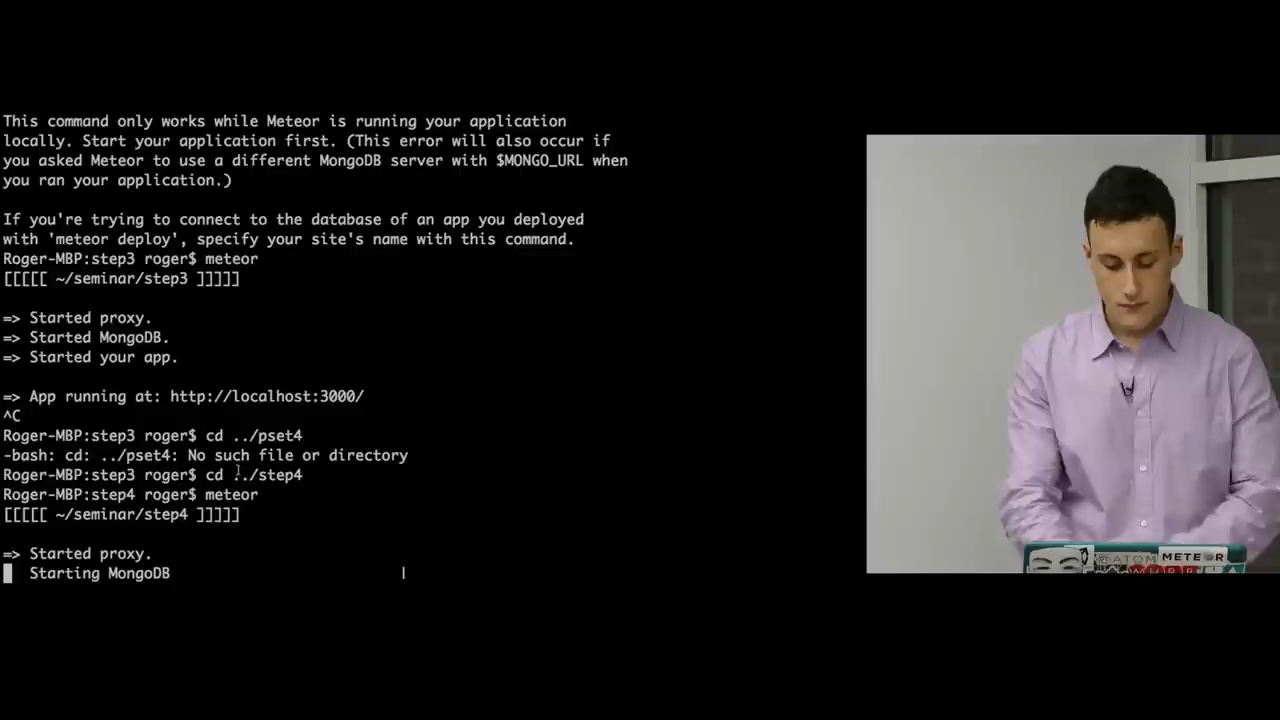 This command only works while Meteor is running your application
locally. Start your application first. (This error will also occur if
you asked Meteor to use a different MongoDB server with $MONGO_URL when
you ran your application.)
If you're trying to connect to the database of an app you deployed
with 'meteor deploy', specify your site's name with this command.
Roger-MBP:step3 roger$ meteor
[[[[[ ~/seminar/step3 ]]]]]
=> Started proxy.
=> Started MongoDB.
=> Started your app.
=> App running at: http://localhost:3000/
^C
Roger-MBP:step3 roger$ cd ../pset4
-bash: cd: ../pset4: No such file or directory
Roger-MBP:step3 roger$ cd ../step4
Roger-MBP:step4 roger$ meteor
[[[[[ ~/seminar/step4 ]]]]]
=> Started proxy.
Starting MongoDB |
ATOM
METEOR